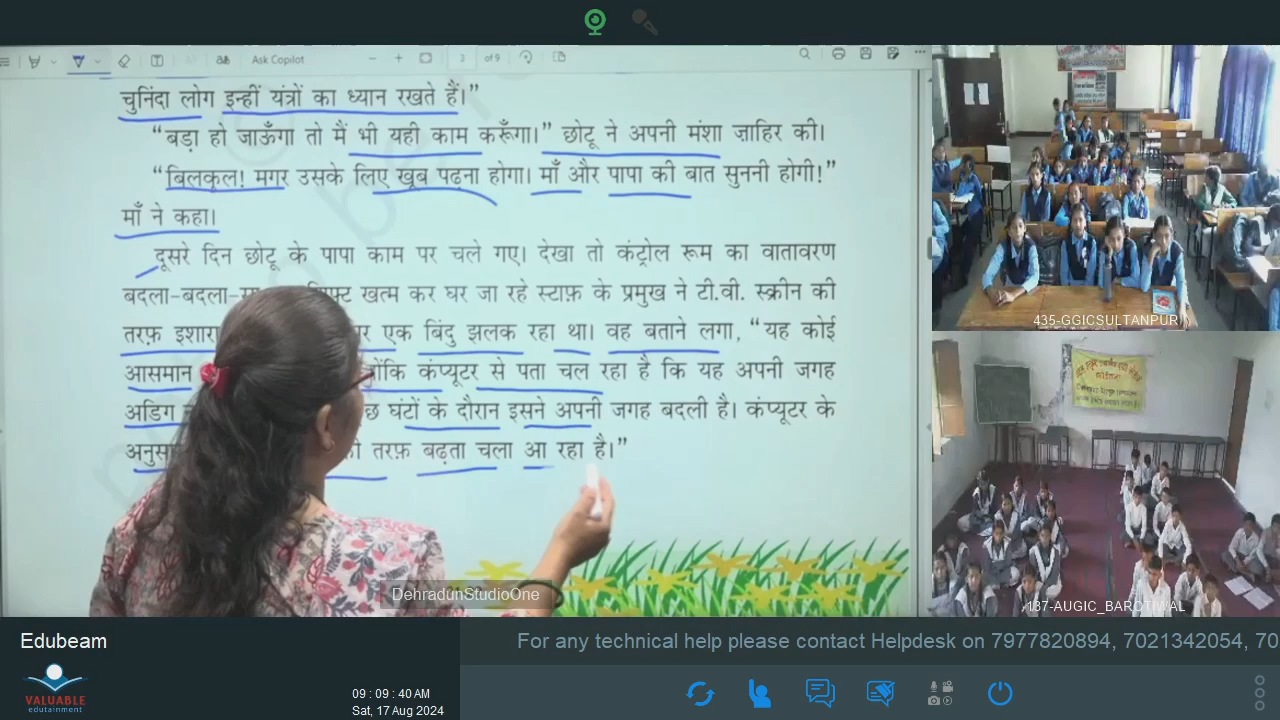 Ask Copilot
3 of 9
चुनिंदा लोग इन्हीं यंत्रों का ध्यान रखते हैं।”
“बड़ा हो जाऊँगा तो मैं भी यही काम करूँगा।” छोटू ने अपनी मंशा ज़ाहिर की।
“बिलकुल! मगर उसके लिए खूब पढ़ना होगा। माँ और पापा की बात सुननी होगी!”
माँ ने कहा।
दूसरे दिन छोटू के पापा काम पर चले गए। देखा तो कंट्रोल रूम का वातावरण
बदला-बदला खत्म कर घर जा रहे स्टाफ़ के प्रमुख ने टी.वी. स्क्रीन की
तरफ़ एक बिंदु झलक रहा था। वह बताने लगा, “यह कोई
आसमान कंप्यूटर से पता चल रहा है कि यह अपनी जगह
अडिग घंटों के दौरान इसने अपनी जगह बदली है। कंप्यूटर के
तरफ़ बढ़ता चला आ रहा है।”
DehradunStudioOne
435-GGICSULTANPUR
187-AUGIC_BAROTIWAL
Edubeam
For any technical help please contact Helpdesk on 7977820894, 7021342054, 70
VALUABLE
edutainment
09 : 09 : 40 AM
Sat, 17 Aug 2024